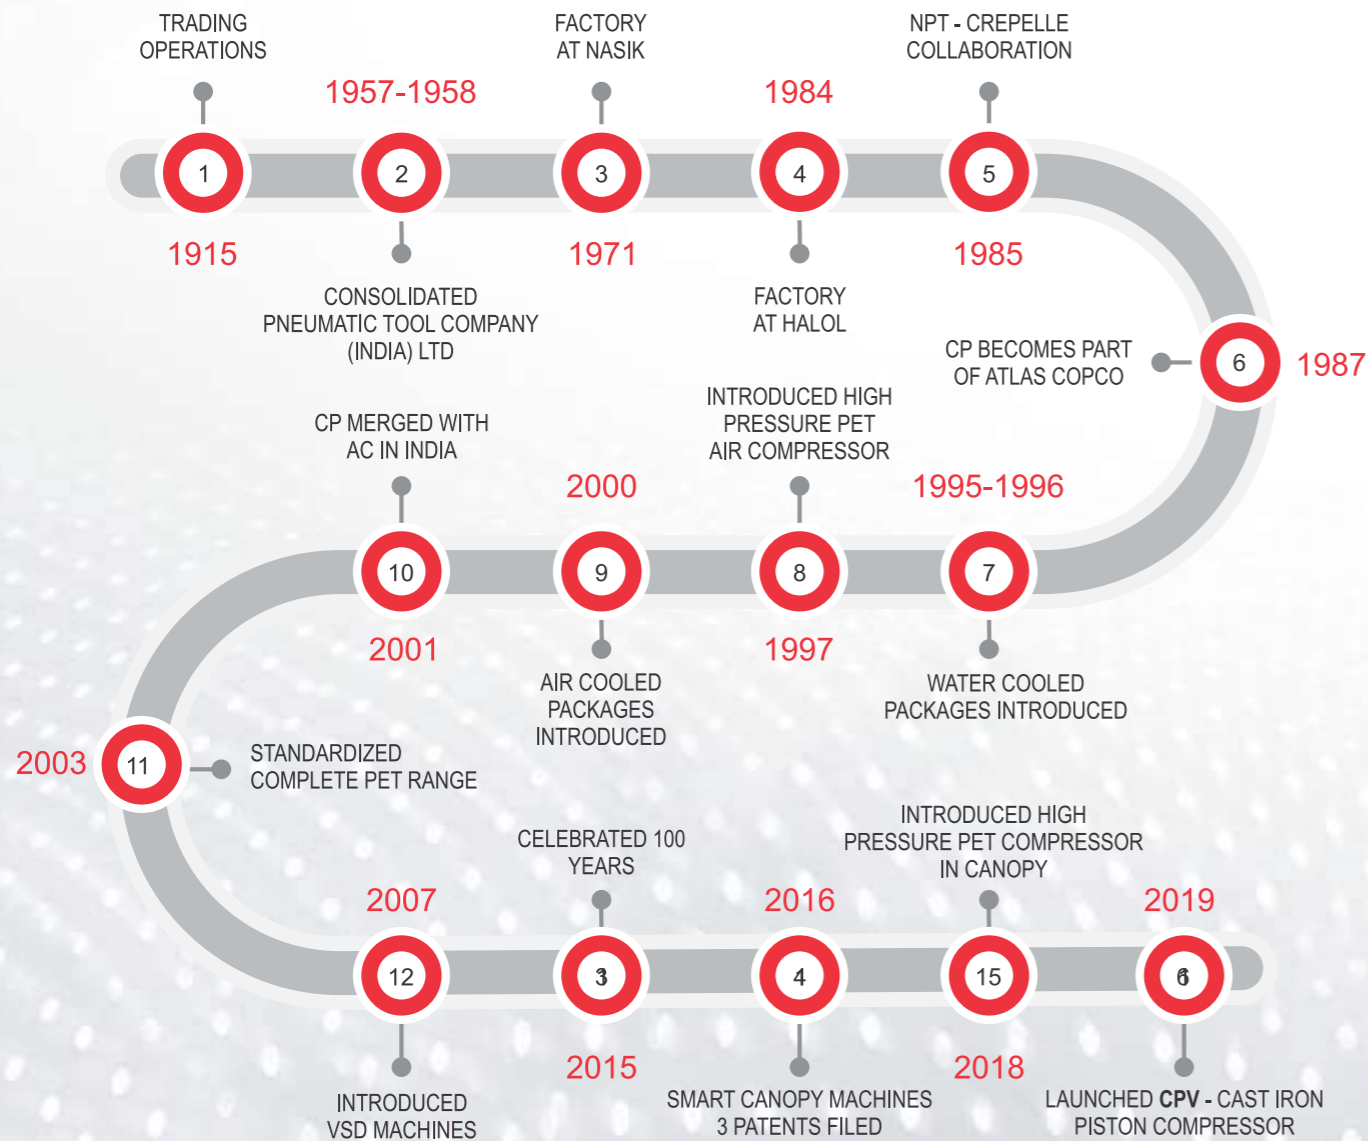 TRADING
OPERATIONS
1
1915
1957-1958
2
CONSOLIDATED
PNEUMATIC TOOL COMPANY
(INDIA) LTD
FACTORY
AT NASIK
3
1971
1984
4
FACTORY
AT HALOL
NPT - CREPELLE
COLLABORATION
5
1985
CP BECOMES PART
OF ATLAS COPCO
6
1987
1995-1996
7
WATER COOLED
PACKAGES INTRODUCED
INTRODUCED HIGH
PRESSURE PET
AIR COMPRESSOR
8
1997
2000
9
AIR COOLED
PACKAGES
INTRODUCED
CP MERGED WITH
AC IN INDIA
10
2001
2003
11
STANDARDIZED
COMPLETE PET RANGE
2007
12
INTRODUCED
VSD MACHINES
CELEBRATED 100
YEARS
13
2015
2016
14
SMART CANOPY MACHINES
3 PATENTS FILED
INTRODUCED HIGH
PRESSURE PET COMPRESSOR
IN CANOPY
15
2018
2019
16
LAUNCHED CPV - CAST IRON
PISTON COMPRESSOR